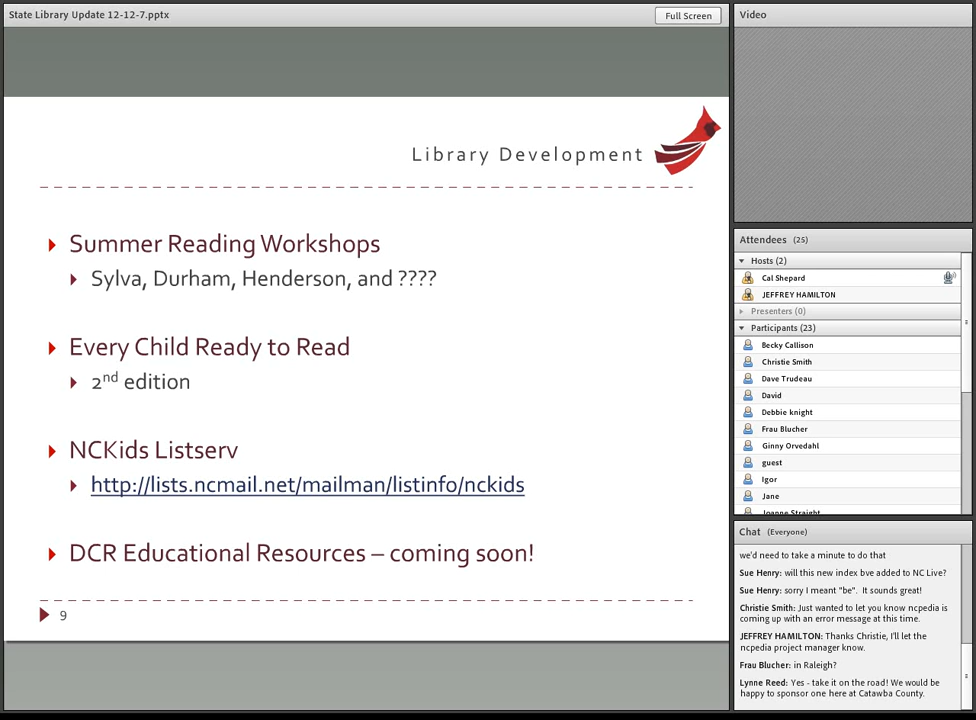 State Library Update 12-12-7.pptx
Full Screen
Library Development
Summer Reading Workshops
Sylva, Durham, Henderson, and ????
Every Child Ready to Read
2nd edition
NCKids Listserv
http://lists.ncmail.net/mailman/listinfo/nckids
DCR Educational Resources – coming soon!
9
Video
Attendees (25)
Hosts (2)
Cal Shepard
JEFFREY HAMILTON
Presenters (0)
Participants (23)
Becky Callison
Christie Smith
Dave Trudeau
David
Debbie knight
Frau Blucher
Ginny Orvedahl
guest
Igor
Jane
Joanne Straight
Chat (Everyone)
we'd need to take a minute to do that
Sue Henry: will this new index bve added to NC Live?
Sue Henry: sorry I meant "be". It sounds great!
Christie Smith: Just wanted to let you know ncpedia is
coming up with an error message at this time.
JEFFREY HAMILTON: Thanks Christie, I'll let the
ncpedia project manager know.
Frau Blucher: in Raleigh?
Lynne Reed: Yes - take it on the road! We would be
happy to sponsor one here at Catawba County.